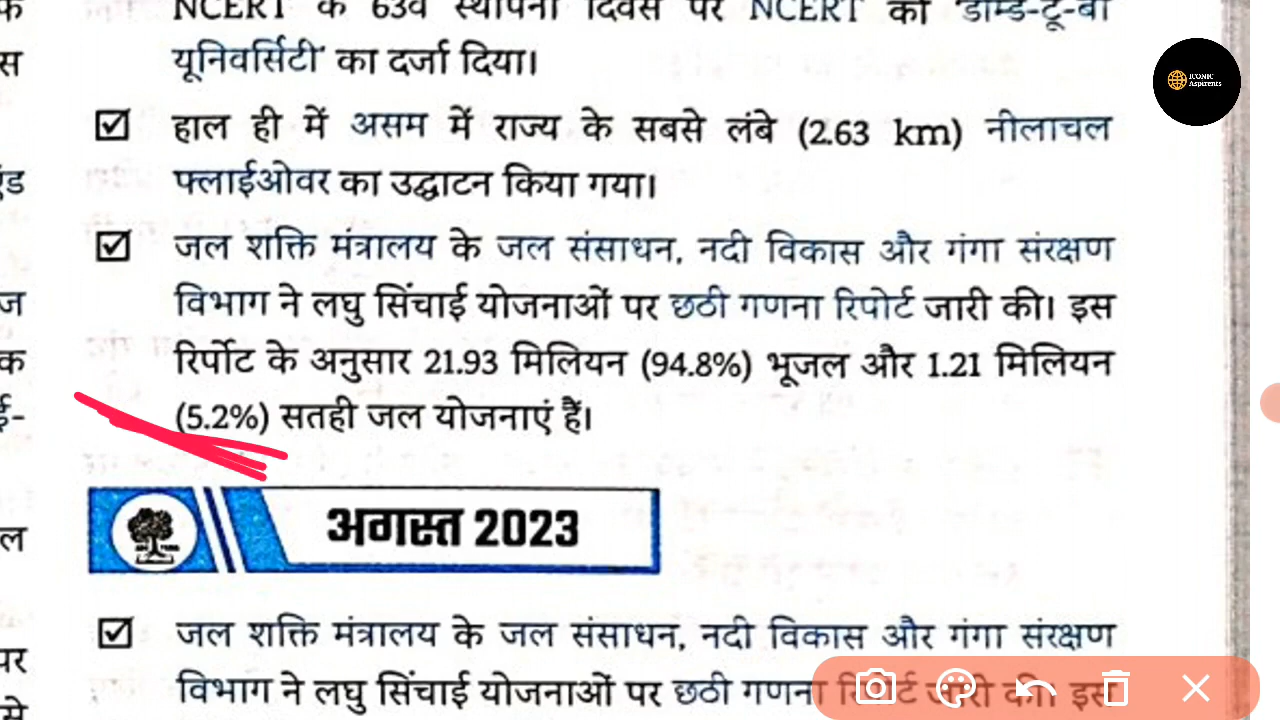 NCERT के 63वें स्थापना दिवस पर NCERT को 'डीम्ड-टू-बी
यूनिवर्सिटी' का दर्जा दिया।
हाल ही में असम में राज्य के सबसे लंबे (2.63 km) नीलाचल
फ्लाईओवर का उद्घाटन किया गया।
जल शक्ति मंत्रालय के जल संसाधन, नदी विकास और गंगा संरक्षण
विभाग ने लघु सिंचाई योजनाओं पर छठी गणना रिपोर्ट जारी की। इस
रिर्पोट के अनुसार 21.93 मिलियन (94.8%) भूजल और 1.21 मिलियन
(5.2%) सतही जल योजनाएं हैं।
अगस्त 2023
जल शक्ति मंत्रालय के जल संसाधन, नदी विकास और गंगा संरक्षण
विभाग ने लघु सिंचाई योजनाओं पर छठी गणना रिपोर्ट जारी की। इस
ICONIC
Aspirents